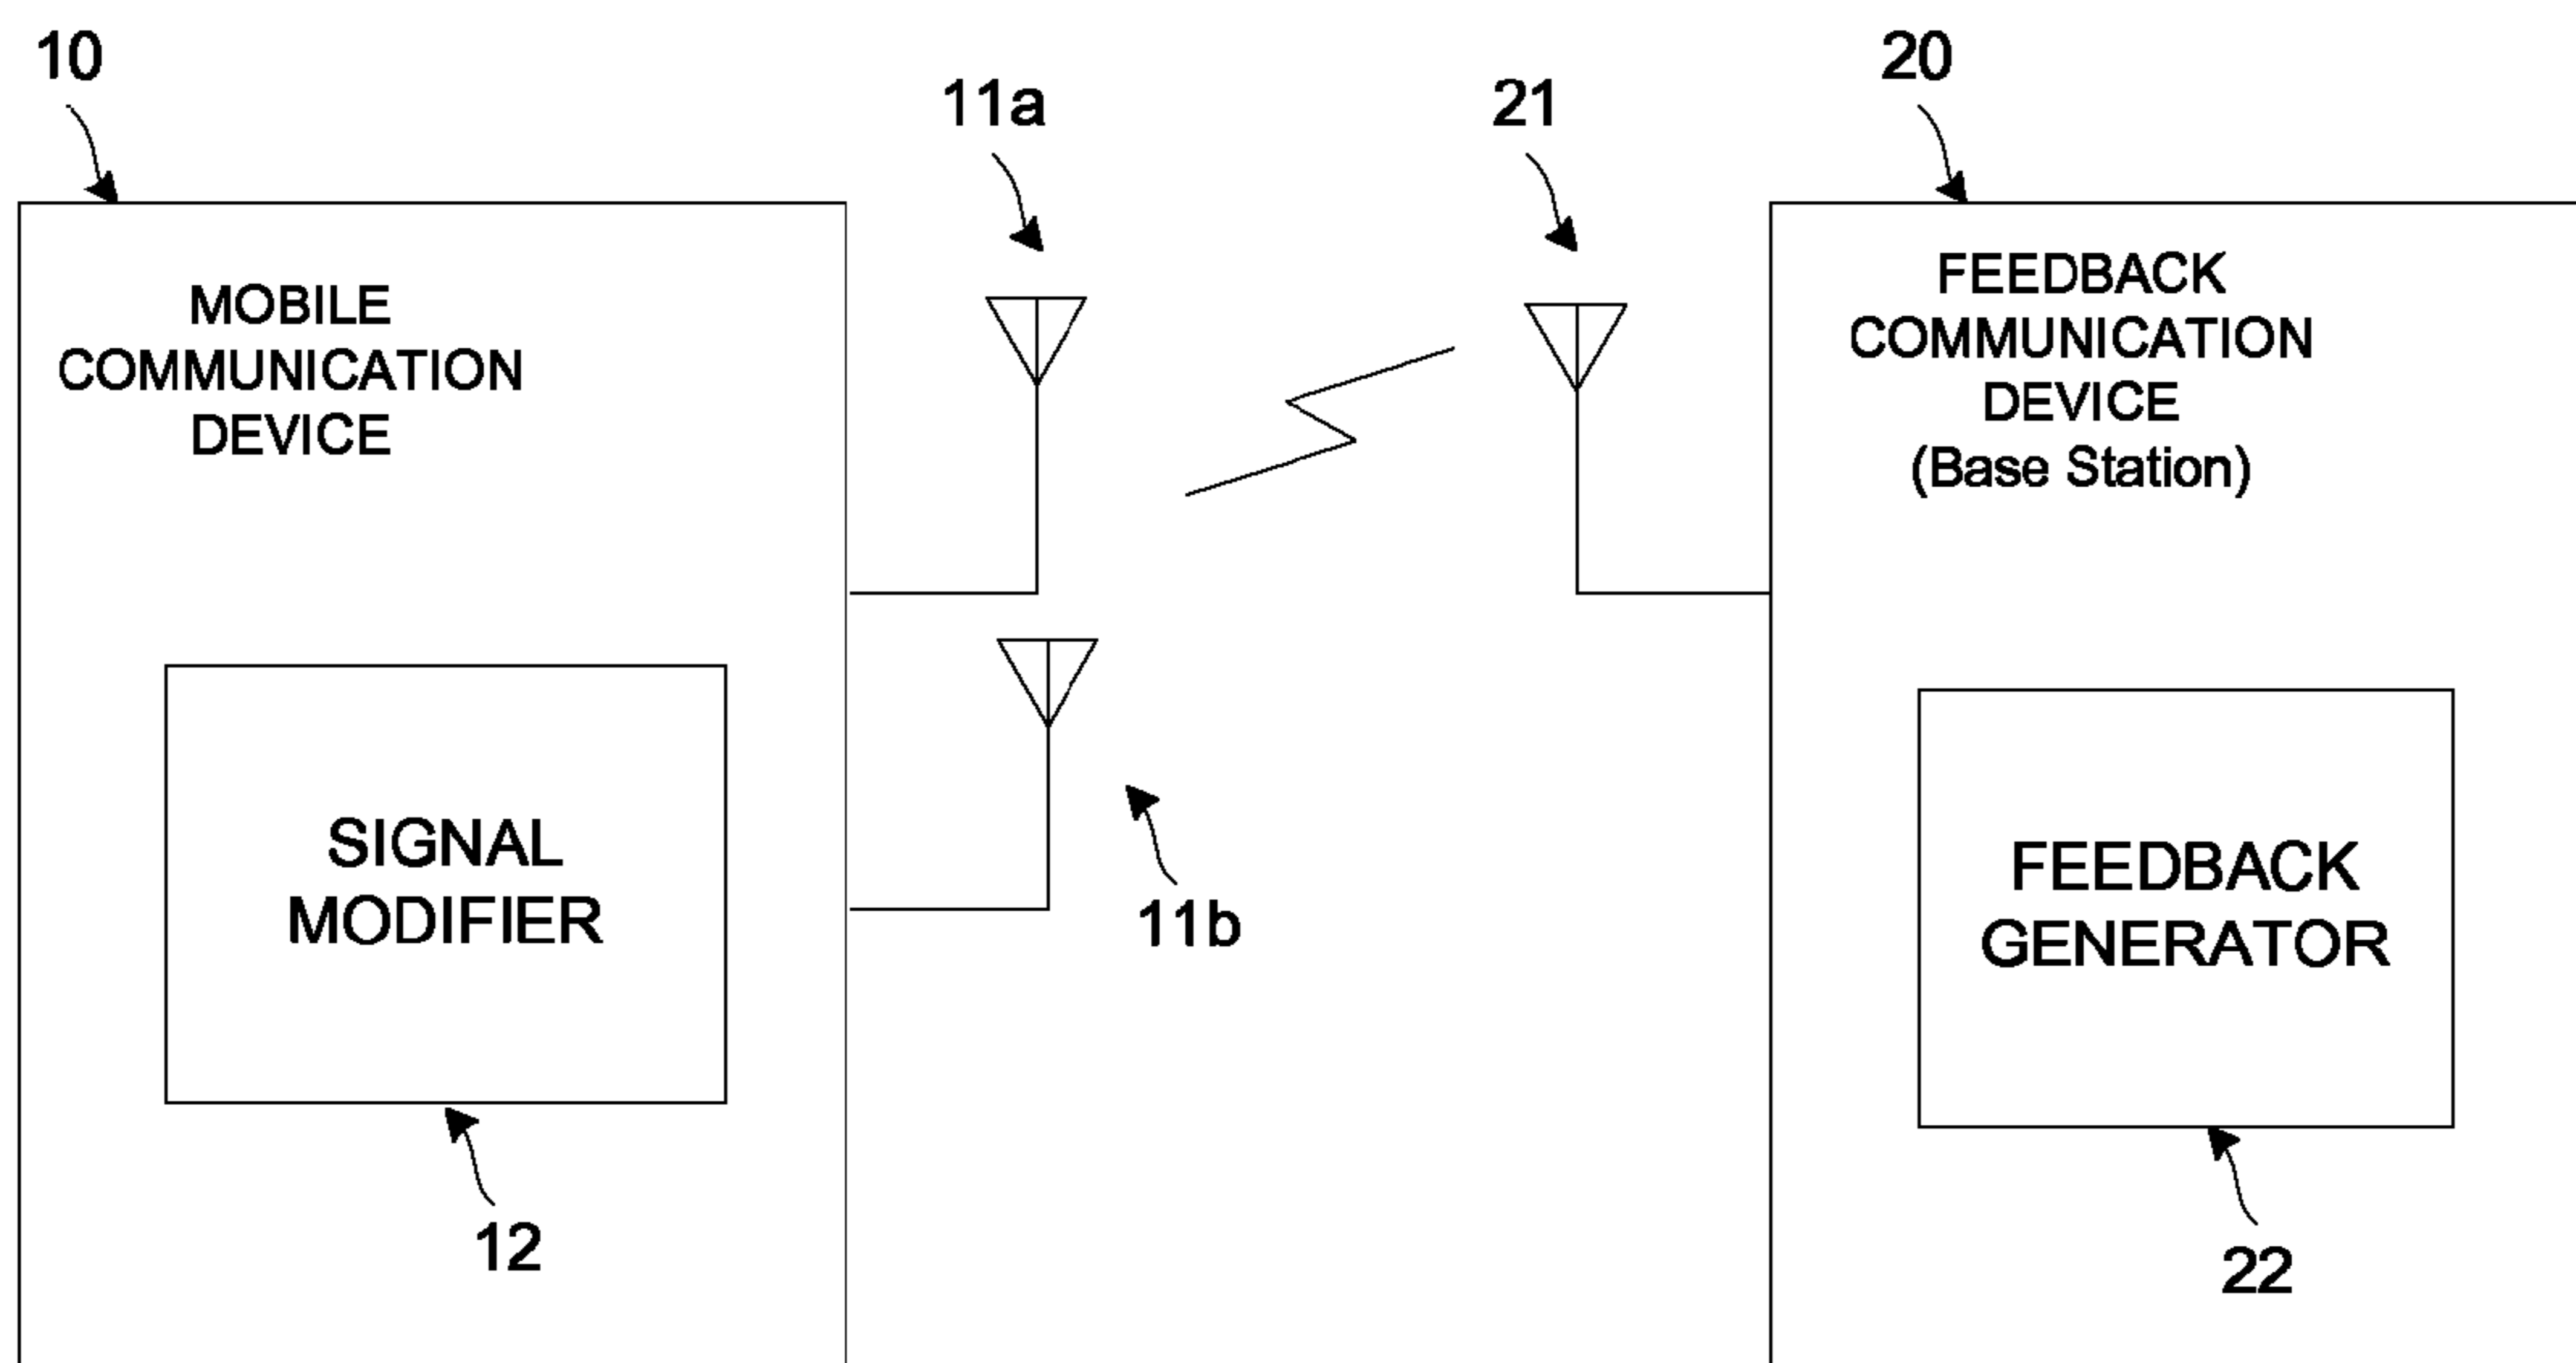 10
11a
21
20
MOBILE
COMMUNICATION
DEVICE
FEEDBACK
COMMUNICATION
DEVICE
(Base Station)
SIGNAL
MODIFIER
11b
FEEDBACK
GENERATOR
12
22